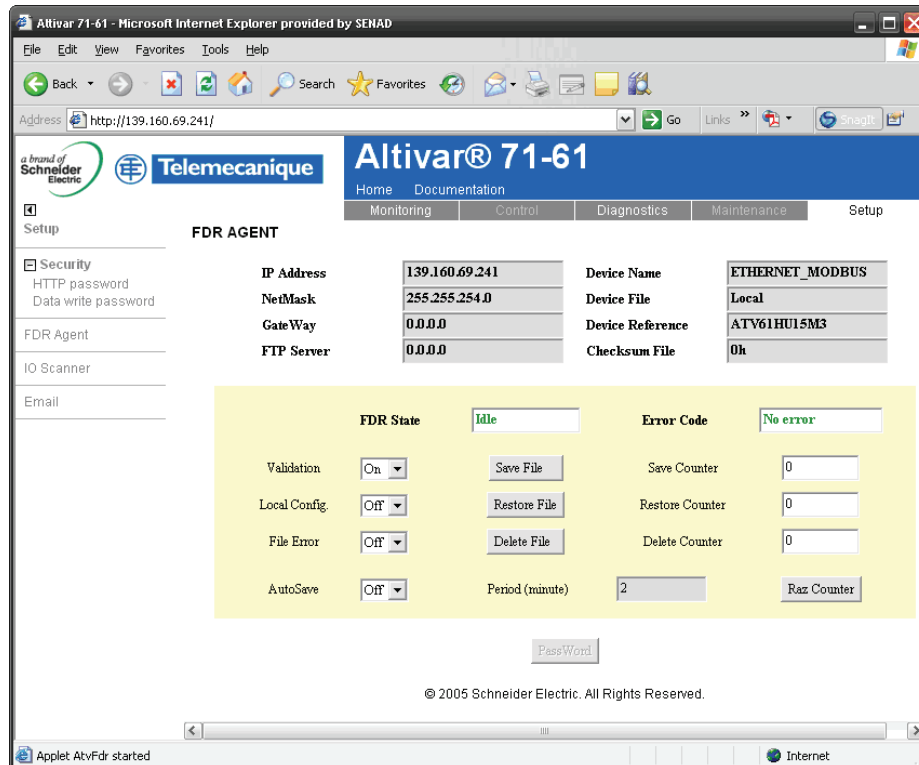 Altivar 71-61 - Microsoft Internet Explorer provided by SENAD
File Edit View Favorites Tools Help
Back Search Favorites
Address http://139.160.69.241/ Go Links » SnagIt
a brand of
Schneider
Electric
Telemecanique
Altivar® 71-61
Home Documentation
Monitoring Control Diagnostics Maintenance Setup
Setup
Security
HTTP password
Data write password
FDR Agent
IO Scanner
Email
FDR AGENT
IP Address 139.160.69.241 Device Name ETHERNET_MODBUS
NetMask 255.255.254.0 Device File Local
GateWay 0.0.0.0 Device Reference ATV61HU15M3
FTP Server 0.0.0.0 Checksum File 0h
FDR State Idle Error Code No error
Validation On Save File Save Counter 0
Local Config. Off Restore File Restore Counter 0
File Error Off Delete File Delete Counter 0
AutoSave Off Period (minute) 2 Raz Counter
PassWord
© 2005 Schneider Electric. All Rights Reserved.
Applet AtvFdr started Internet